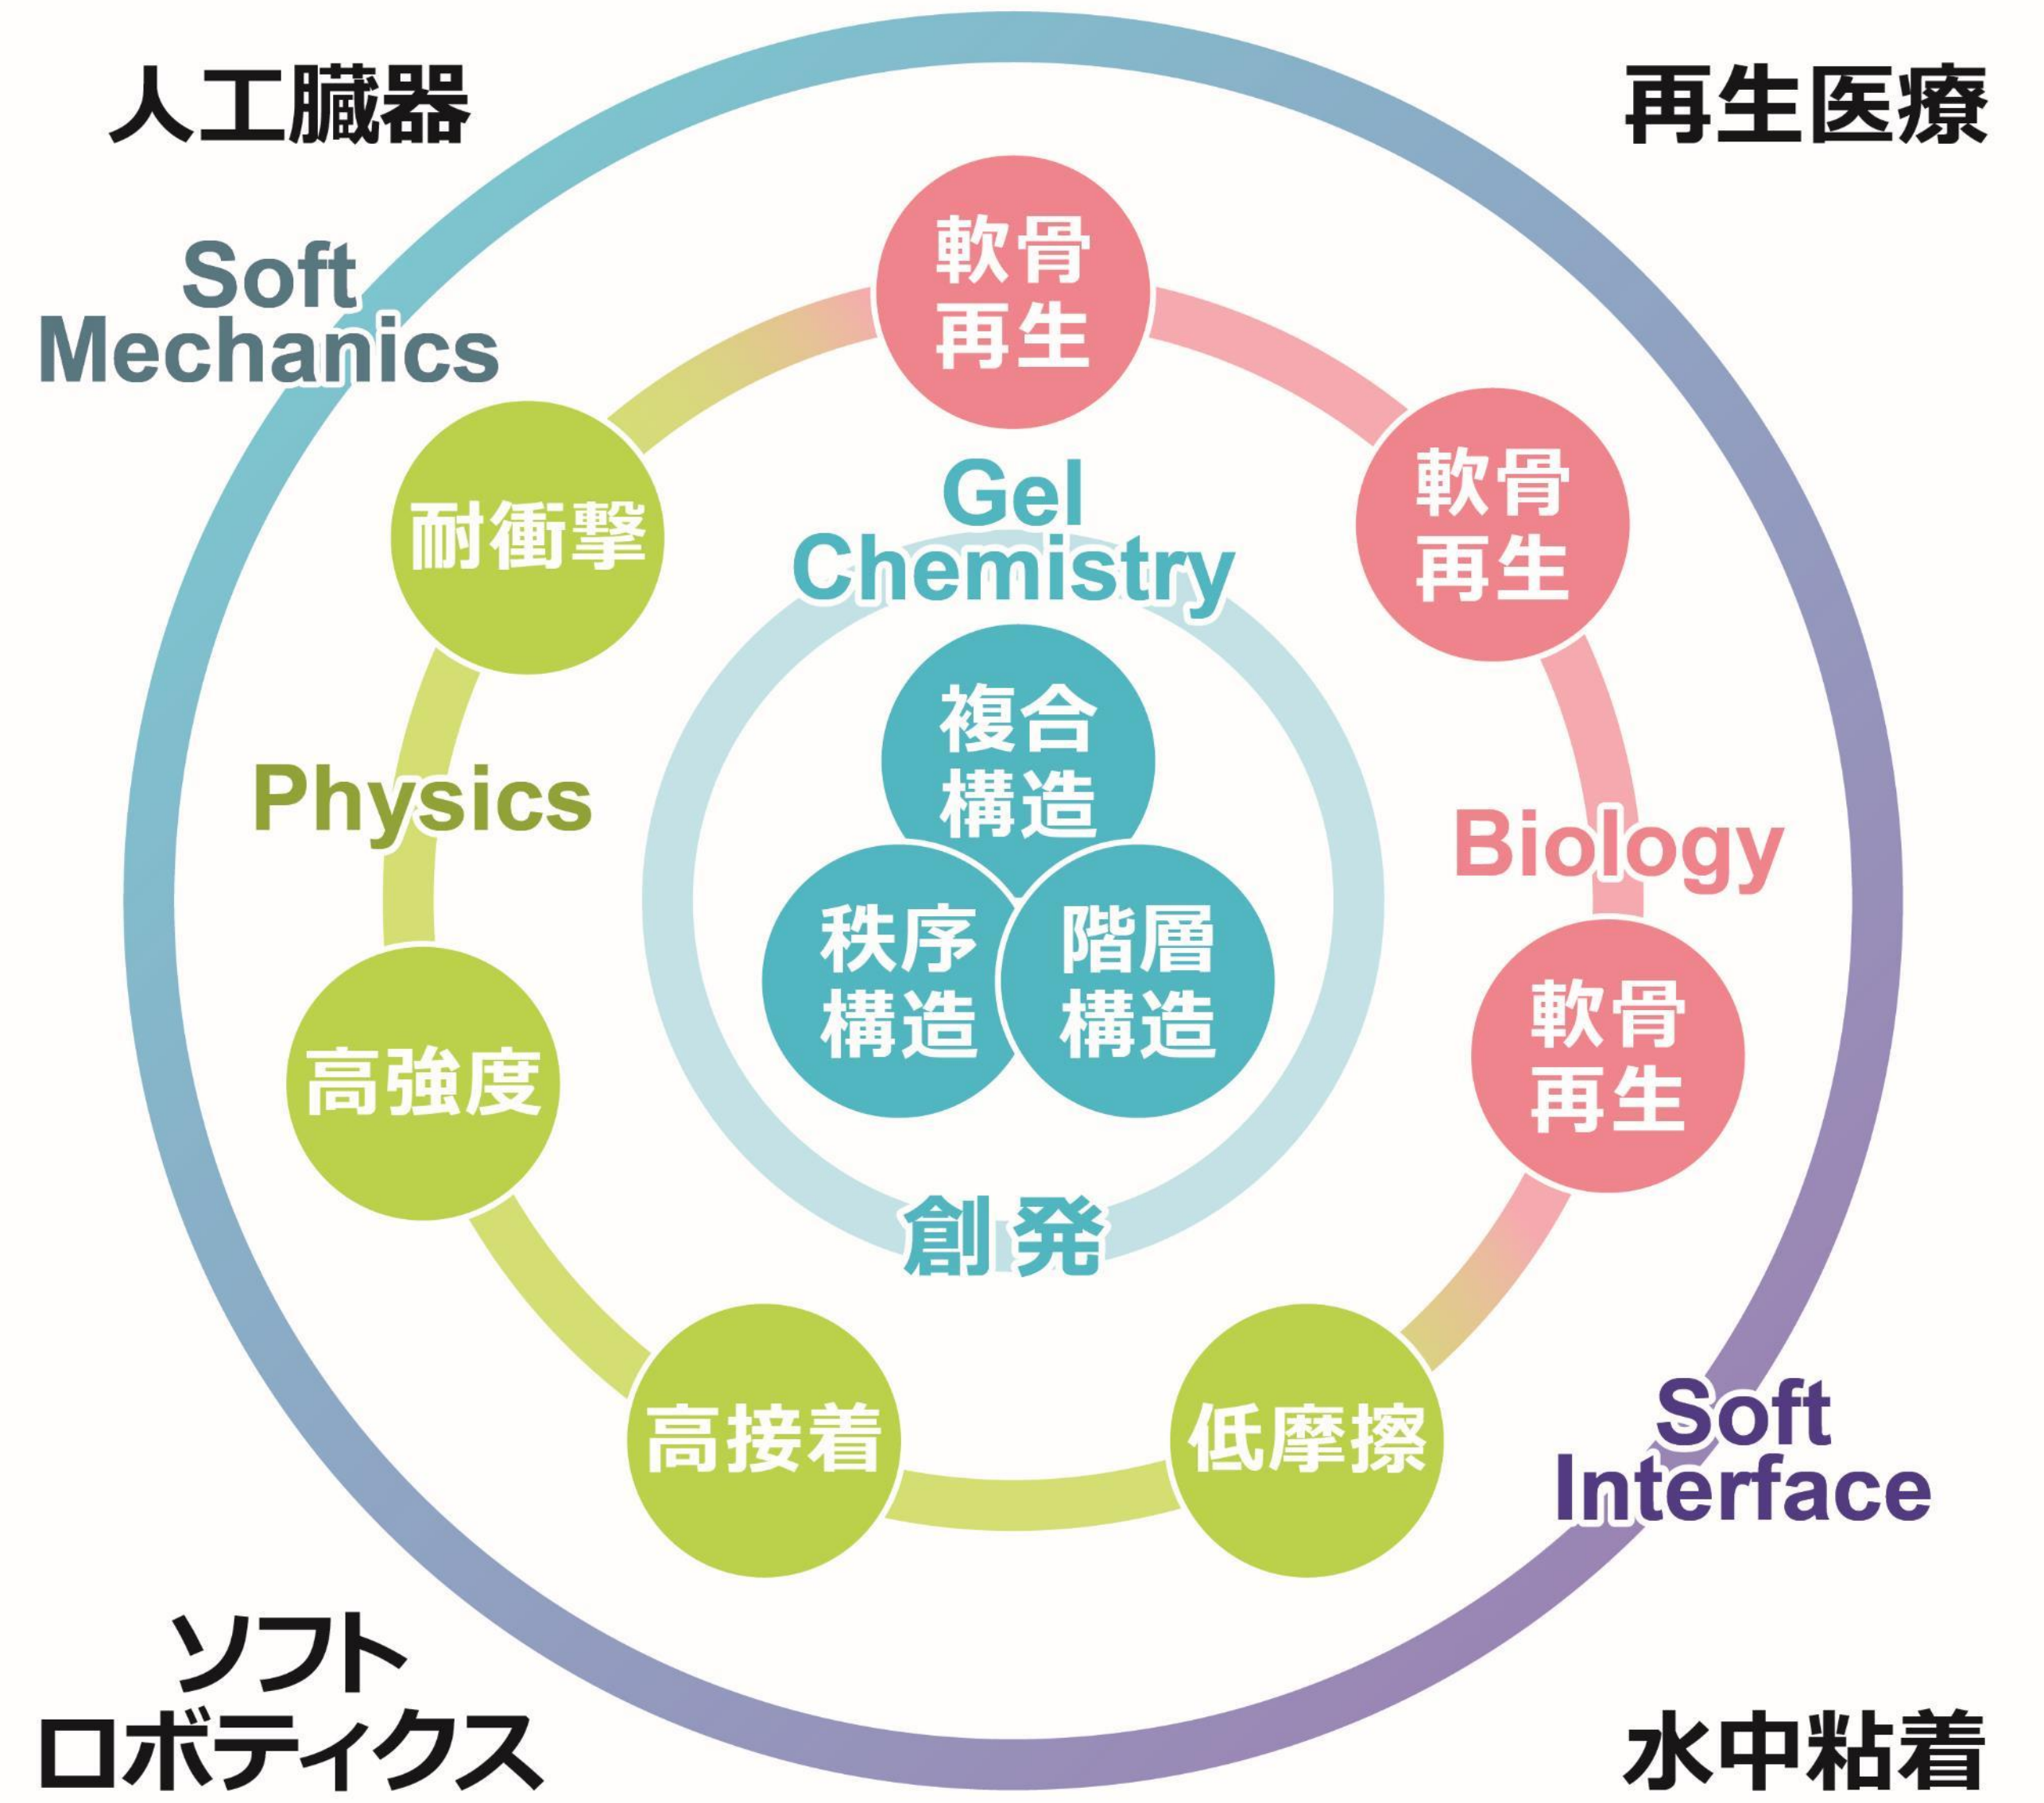 人工臓器
再生医療
Soft
Mechanics
軟骨
再生
軟骨
再生
耐衝撃
Gel
Chemistry
複合
構造
Physics
Biology
秩序
構造
階層
構造
軟骨
再生
高強度
創発
高接着
低摩擦
Soft
Interface
ソフト
ロボティクス
水中粘着